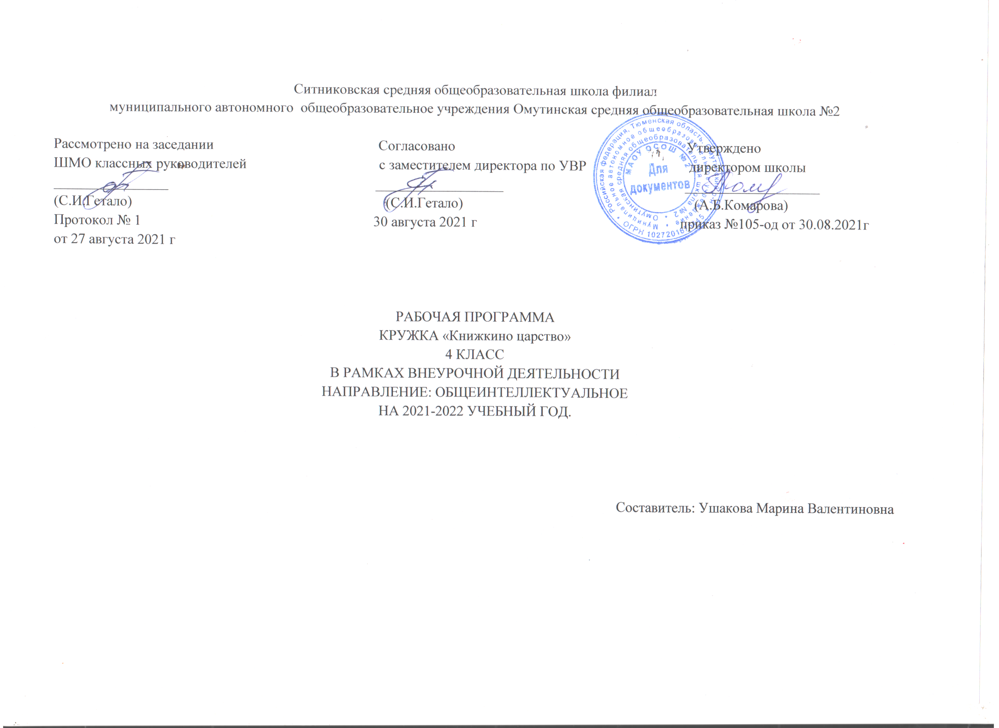 Ситниковская средняя общеобразовательная школа филиал
муниципального автономного общеобразовательное учреждения Омутинская средняя общеобразовательная школа №2
Рассмотрено на заседании
ШМО классных руководителей
(С.И.Гетало)
Протокол № 1
от 27 августа 2021 г
Согласовано
с заместителем директора по УВР
(С.И.Гетало)
30 августа 2021 г
Утверждено
директором школы
(А.Б.Комарова)
приказ №105-од от 30.08.2021г
Российская федерация, Тюменская область, Омутинский р-н
Муниципальное автономное общеобразовательное учреждение
Омутинская средняя общеобразовательная школа №2
МАОУ ОСОШ №2
Для
документов
ОГРН
РАБОЧАЯ ПРОГРАММА
КРУЖКА «Книжкино царство»
4 КЛАСС
В РАМКАХ ВНЕУРОЧНОЙ ДЕЯТЕЛЬНОСТИ
НАПРАВЛЕНИЕ: ОБЩЕИНТЕЛЛЕКТУАЛЬНОЕ
НА 2021-2022 УЧЕБНЫЙ ГОД.
Составитель: Ушакова Марина Валентиновна